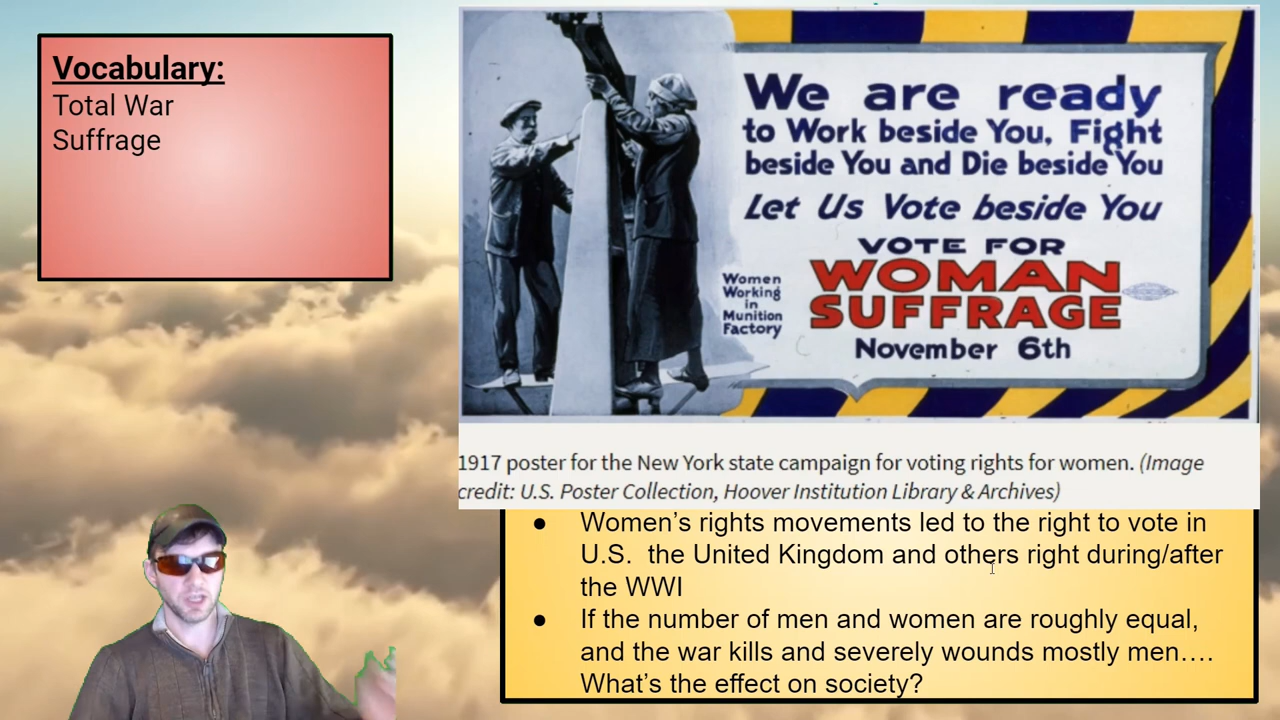 Vocabulary:
Total War
Suffrage
We are ready
to Work beside You, Fight
beside You and Die beside You
Let Us Vote beside You
VOTE FOR
WOMAN
SUFFRAGE
November 6th
Women
Working
in
Munition
Factory
1917 poster for the New York state campaign for voting rights for women. (Image
credit: U.S. Poster Collection, Hoover Institution Library & Archives)
● Women’s rights movements led to the right to vote in
U.S.  the United Kingdom and others right during/after
the WWI
● If the number of men and women are roughly equal,
and the war kills and severely wounds mostly men….
What’s the effect on society?